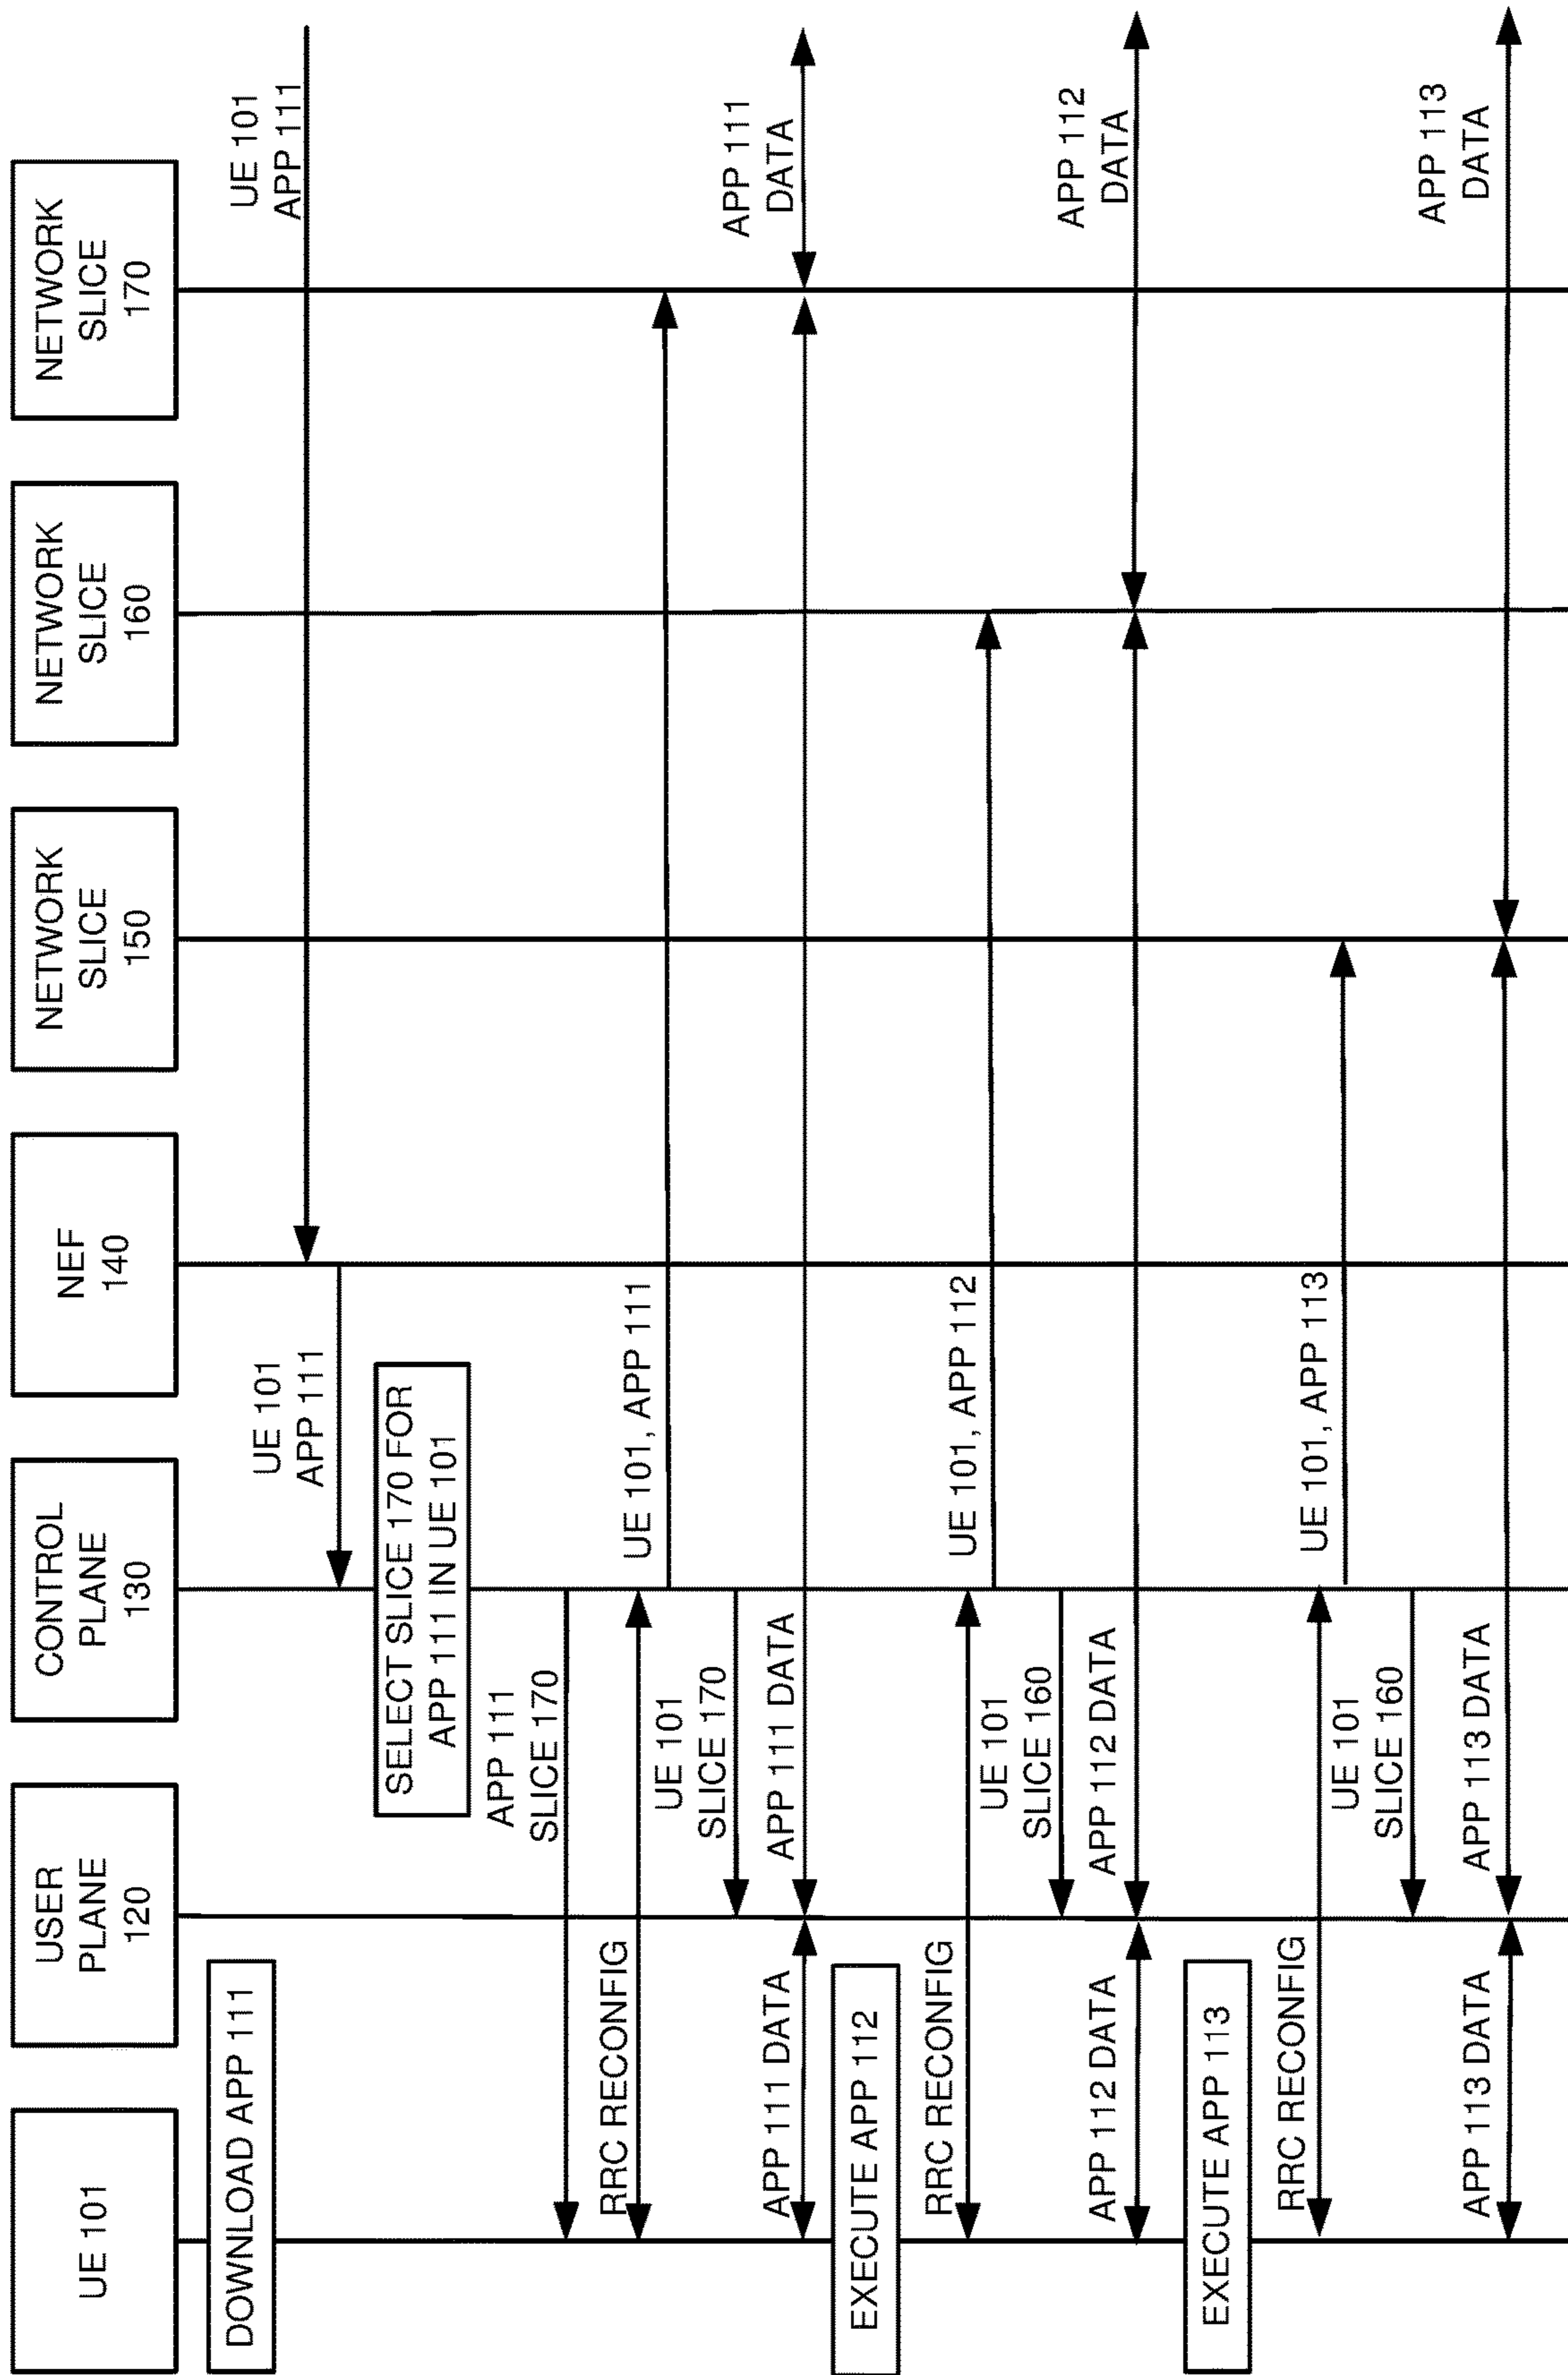 UE 101
USER
PLANE
120
CONTROL
PLANE
130
NEF
140
NETWORK
SLICE
150
NETWORK
SLICE
160
NETWORK
SLICE
170
DOWNLOAD APP 111
UE 101
APP 111
UE 101
APP 111
SELECT SLICE 170 FOR
APP 111 IN UE 101
APP 111
SLICE 170
RRC RECONFIG
UE 101, APP 111
UE 101
SLICE 170
APP 111 DATA
APP 111 DATA
APP 111
DATA
EXECUTE APP 112
RRC RECONFIG
UE 101, APP 112
UE 101
SLICE 160
APP 112 DATA
APP 112 DATA
APP 112
DATA
EXECUTE APP 113
RRC RECONFIG
UE 101, APP 113
UE 101
SLICE 160
APP 113 DATA
APP 113 DATA
APP 113
DATA